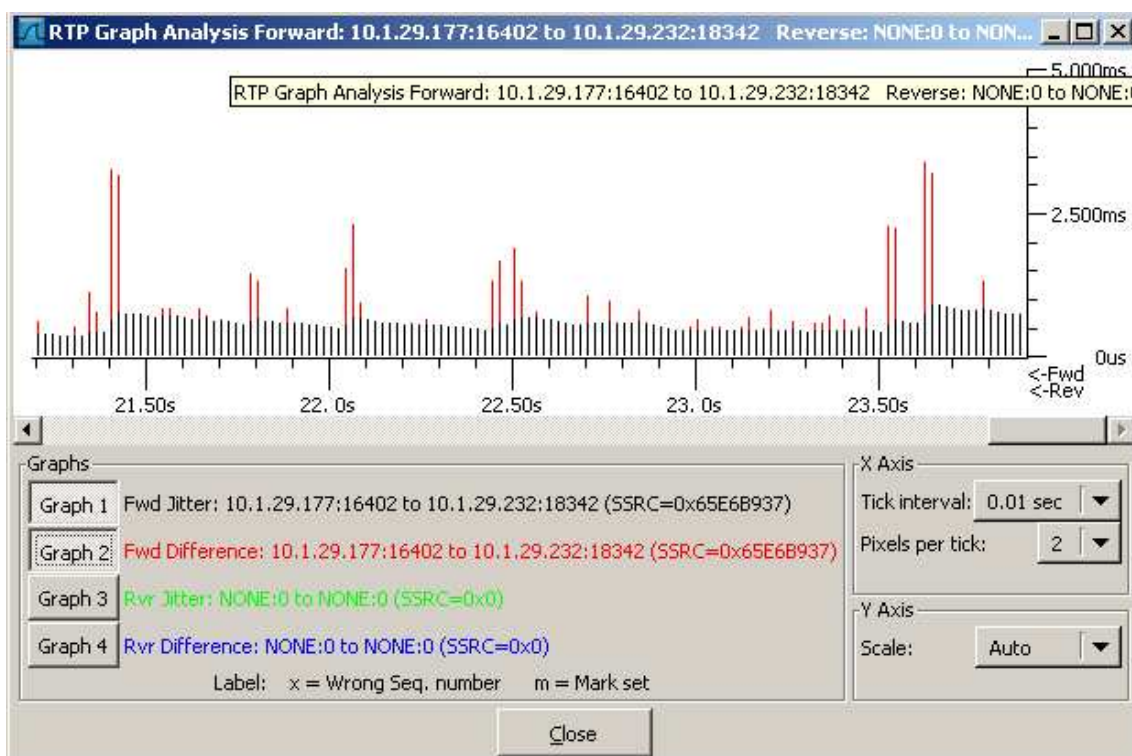 RTP Graph Analysis Forward: 10.1.29.177:16402 to 10.1.29.232:18342 Reverse: NONE:0 to NON...
5.000ms
RTP Graph Analysis Forward: 10.1.29.177:16402 to 10.1.29.232:18342 Reverse: NONE:0 to NONE:
2.500ms
0us
<-Fwd
<-Rev
21.50s 22. 0s 22.50s 23. 0s 23.50s
Graphs
Graph 1 Fwd Jitter: 10.1.29.177:16402 to 10.1.29.232:18342 (SSRC=0x65E6B937)
Graph 2 Fwd Difference: 10.1.29.177:16402 to 10.1.29.232:18342 (SSRC=0x65E6B937)
Graph 3 Rvr Jitter: NONE:0 to NONE:0 (SSRC=0x0)
Graph 4 Rvr Difference: NONE:0 to NONE:0 (SSRC=0x0)
Label: x = Wrong Seq. number m = Mark set
X Axis
Tick interval: 0.01 sec
Pixels per tick: 2
Y Axis
Scale: Auto
Close